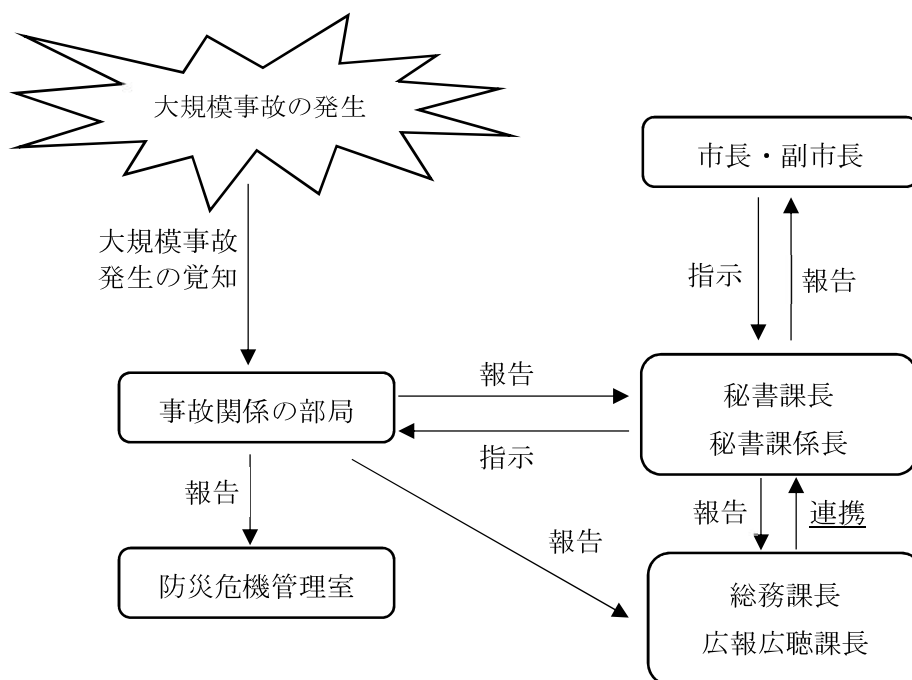 大規模事故の発生
市長・副市長
大規模事故
発生の覚知
指示
報告
報告
事故関係の部局
秘書課長
秘書課係長
指示
報告
報告
連携
報告
防災危機管理室
総務課長
広報広聴課長